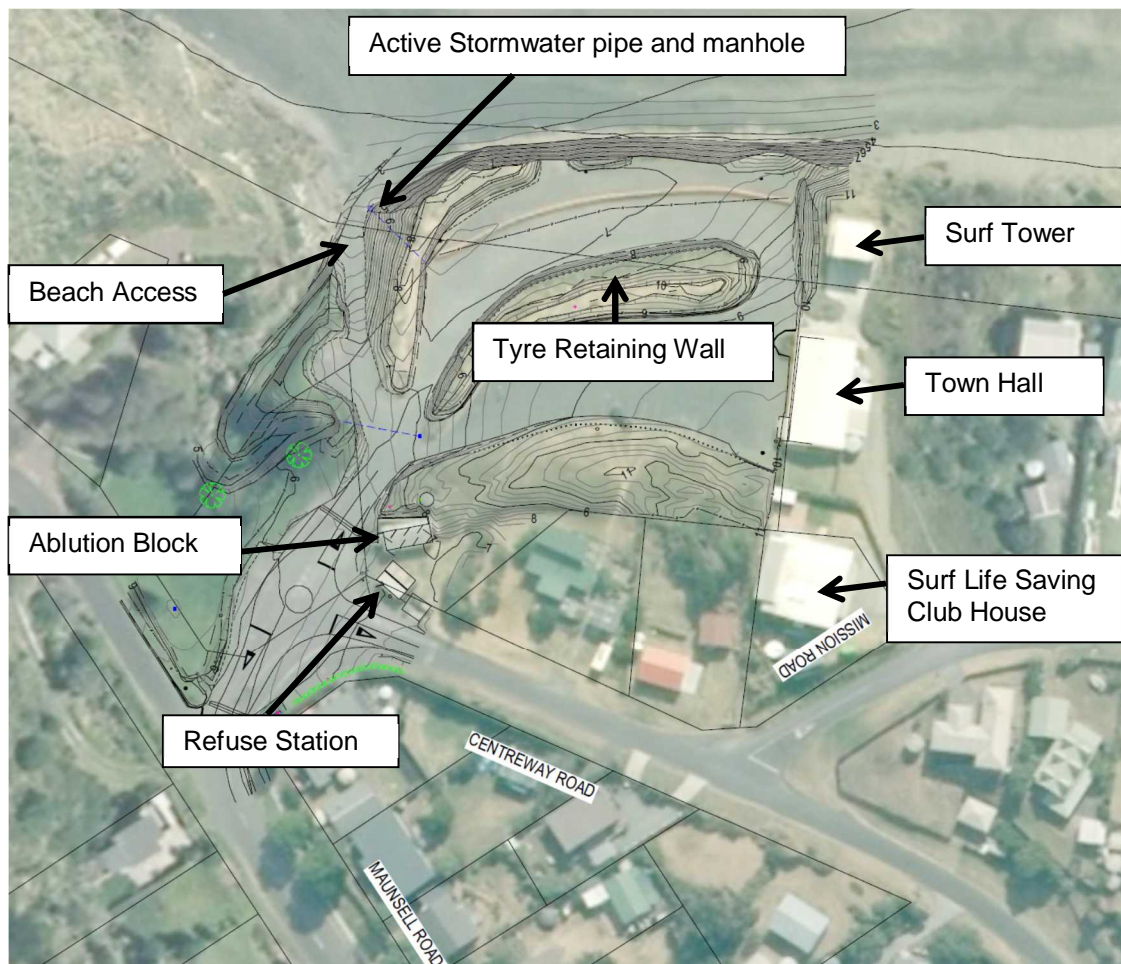 Active Stormwater pipe and manhole
Surf Tower
Beach Access
Tyre Retaining Wall
Town Hall
Ablution Block
Surf Life Saving
Club House
MISSION ROAD
Refuse Station
CENTREWAY ROAD
MAUNSELL ROAD